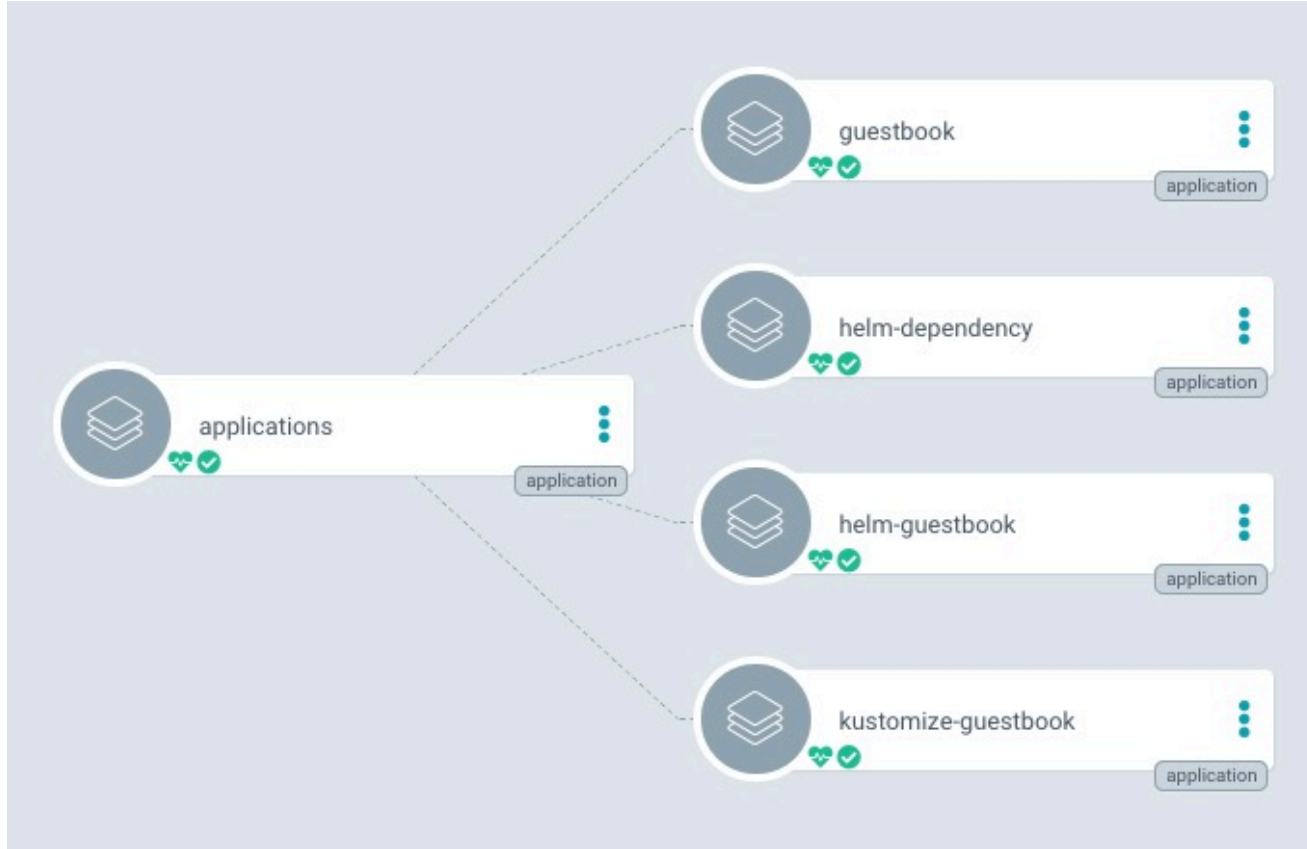 guestbook
application
helm-dependency
application
applications
application
helm-guestbook
application
kustomize-guestbook
application